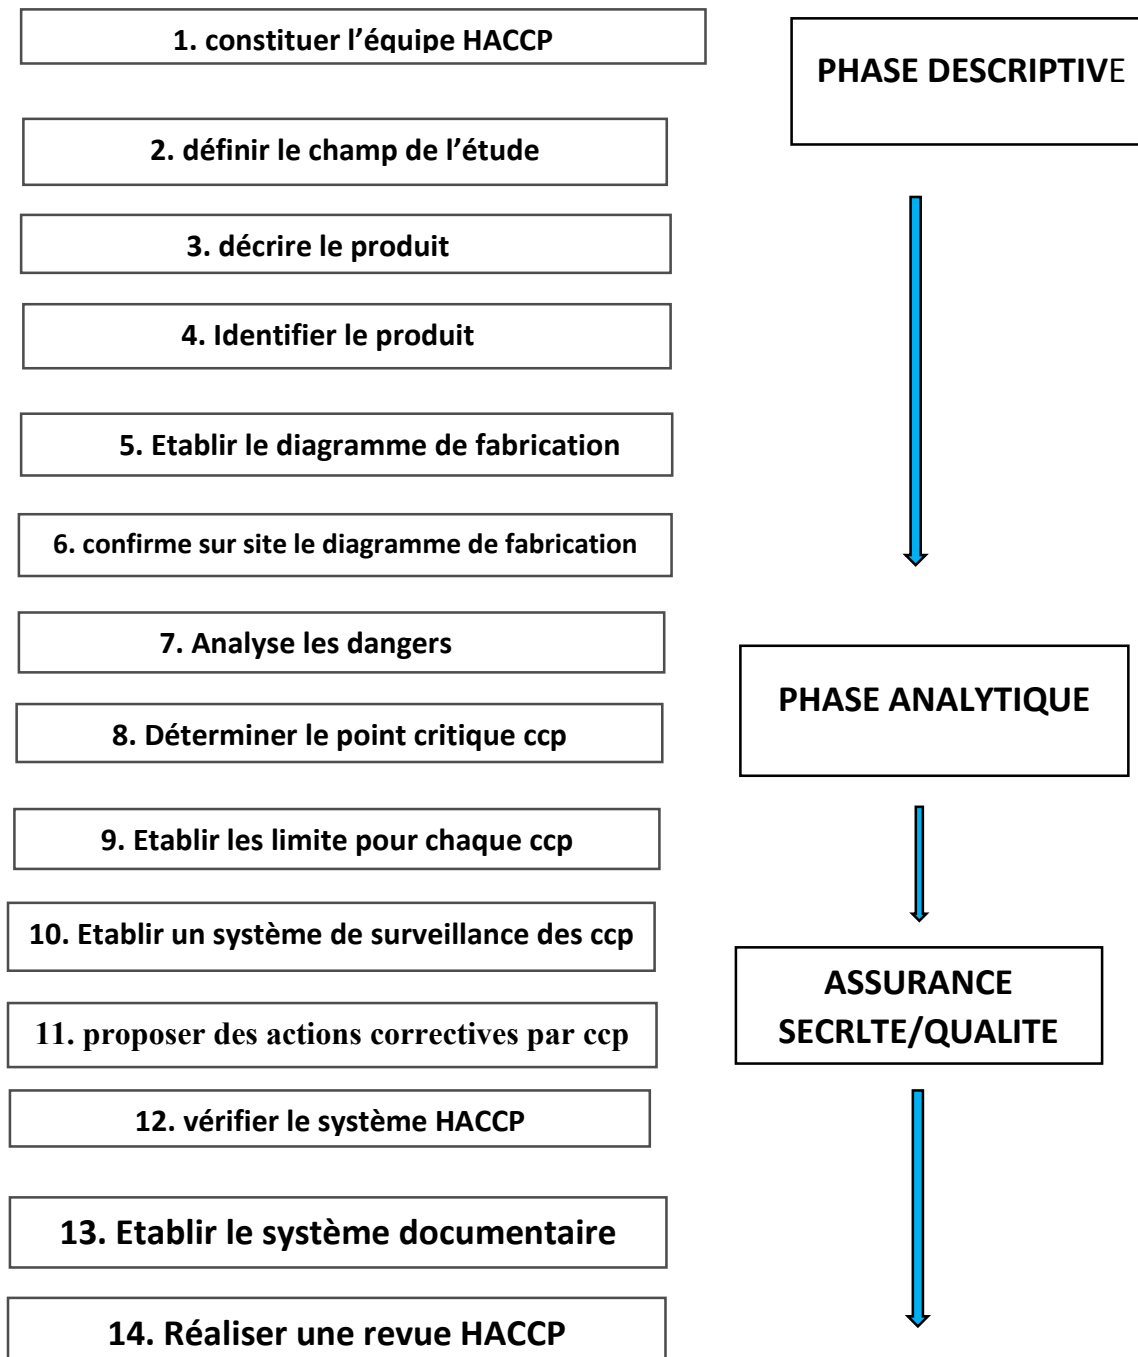 1. constituer l’équipe HACCP
PHASE DESCRIPTIVE
2. définir le champ de l’étude
3. décrire le produit
4. Identifier le produit
5. Etablir le diagramme de fabrication
6. confirme sur site le diagramme de fabrication
7. Analyse les dangers
PHASE ANALYTIQUE
8. Déterminer le point critique ccp
9. Etablir les limite pour chaque ccp
10. Etablir un système de surveillance des ccp
ASSURANCE
SECRLTE/QUALITE
11. proposer des actions correctives par ccp
12. vérifier le système HACCP
13. Etablir le système documentaire
14. Réaliser une revue HACCP